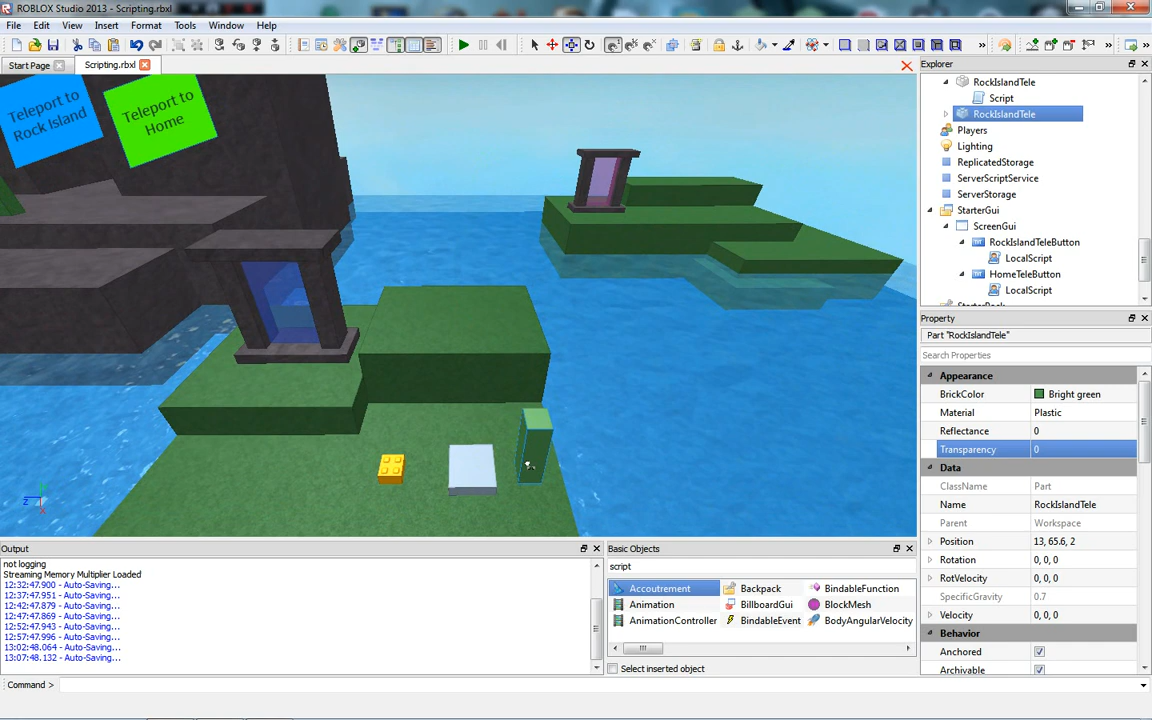 ROBLOX Studio 2013 - Scripting.rbxl
File Edit View Insert Format Tools Window Help
Start Page Scripting.rbxl
Teleport to
Rock Island
Teleport to
Home
Explorer
RockIslandTele
Script
RockIslandTele
Players
Lighting
ReplicatedStorage
ServerScriptService
ServerStorage
StarterGui
ScreenGui
RockIslandTeleButton
LocalScript
HomeTeleButton
LocalScript
Property
Part "RockIslandTele"
Search Properties
Appearance
BrickColor Bright green
Material Plastic
Reflectance 0
Transparency 0
Data
ClassName Part
Name RockIslandTele
Parent Workspace
Position 13, 65.6, 2
Rotation 0, 0, 0
RotVelocity 0, 0, 0
SpecificGravity 0.7
Velocity 0, 0, 0
Behavior
Anchored
Archivable
z
Output
not logging
Streaming Memory Multiplier Loaded
12:32:47.900 - Auto-Saving...
12:37:47.951 - Auto-Saving...
12:42:47.879 - Auto-Saving...
12:47:47.869 - Auto-Saving...
12:52:47.943 - Auto-Saving...
12:57:47.996 - Auto-Saving...
13:02:48.064 - Auto-Saving...
13:07:48.132 - Auto-Saving...
Basic Objects
script
Accoutrement Backpack BindableFunction
Animation BillboardGui BlockMesh
AnimationController BindableEvent BodyAngularVelocity
Select inserted object
Command >